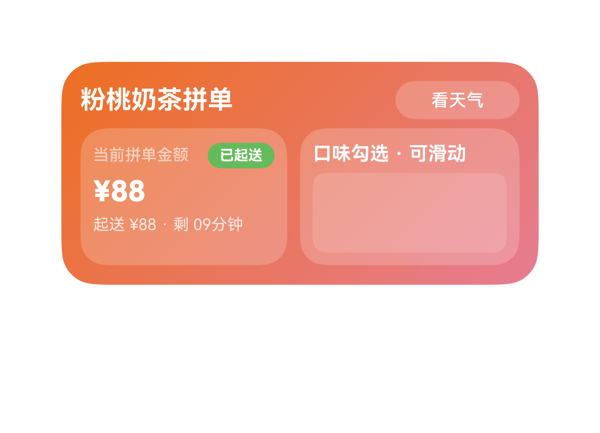 粉桃奶茶拼单
看天气
当前拼单金额
已起送
¥88
起送 ¥88 · 剩 09分钟
口味勾选 · 可滑动